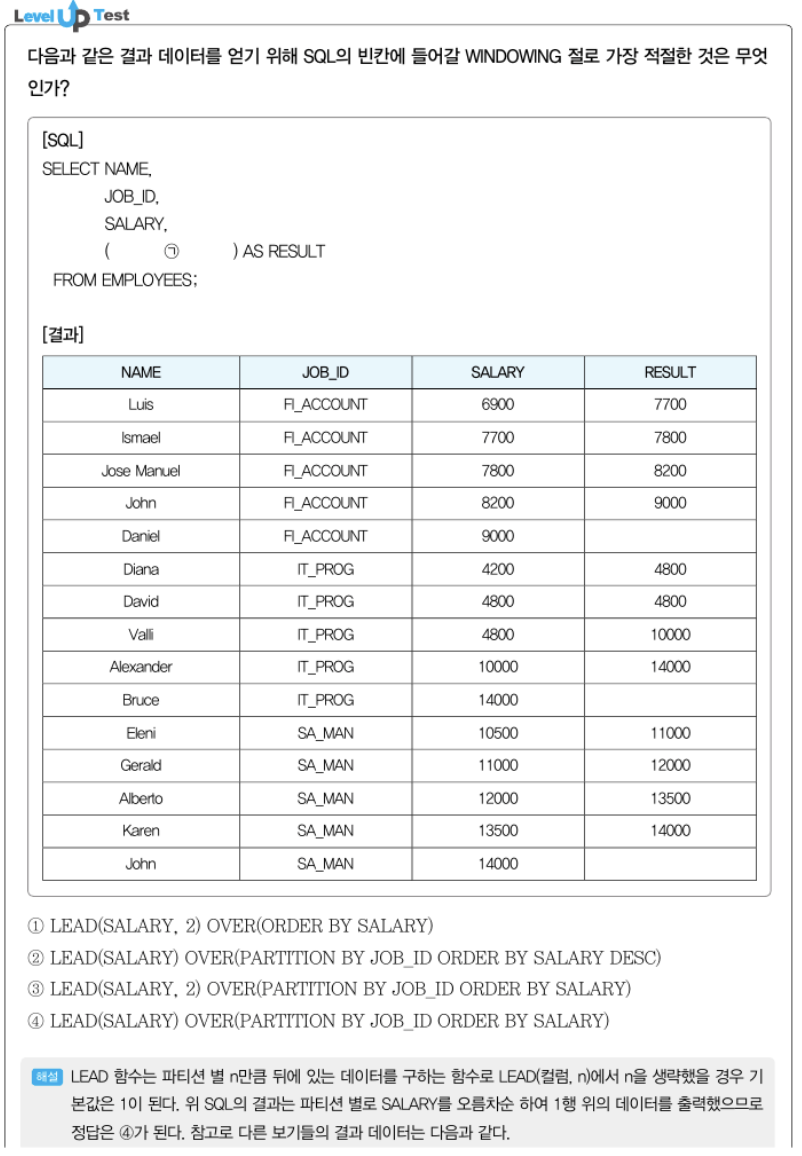 Level Up Test
다음과 같은 결과 데이터를 얻기 위해 SQL의 빈칸에 들어갈 WINDOWING 절로 가장 적절한 것은 무엇
인가?
[SQL]
SELECT NAME,
JOB_ID,
SALARY,
( ㉠ ) AS RESULT
FROM EMPLOYEES;
[결과]
NAME JOB_ID SALARY RESULT
Luis FI_ACCOUNT 6900 7700
Ismael FI_ACCOUNT 7700 7800
Jose Manuel FI_ACCOUNT 7800 8200
John FI_ACCOUNT 8200 9000
Daniel FI_ACCOUNT 9000
Diana IT_PROG 4200 4800
David IT_PROG 4800 4800
Valli IT_PROG 4800 10000
Alexander IT_PROG 10000 14000
Bruce IT_PROG 14000
Eleni SA_MAN 10500 11000
Gerald SA_MAN 11000 12000
Alberto SA_MAN 12000 13500
Karen SA_MAN 13500 14000
John SA_MAN 14000
① LEAD(SALARY, 2) OVER(ORDER BY SALARY)
② LEAD(SALARY) OVER(PARTITION BY JOB_ID ORDER BY SALARY DESC)
③ LEAD(SALARY, 2) OVER(PARTITION BY JOB_ID ORDER BY SALARY)
④ LEAD(SALARY) OVER(PARTITION BY JOB_ID ORDER BY SALARY)
해설 LEAD 함수는 파티션 별 n만큼 뒤에 있는 데이터를 구하는 함수로 LEAD(컬럼, n)에서 n을 생략했을 경우 기
본값은 1이 된다. 위 SQL의 결과는 파티션 별로 SALARY를 오름차순 하여 1행 위의 데이터를 출력했으므로
정답은 ④가 된다. 참고로 다른 보기들의 결과 데이터는 다음과 같다.